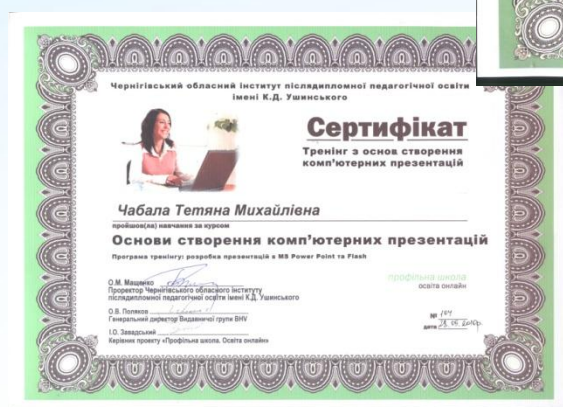 Чернігівський обласний інститут післядипломної педагогічної освіти
імені К.Д. Ушинського
Сертифікат
Тренінг з основ створення
комп'ютерних презентацій
Чабала Тетяна Михайлівна
пройшов(ла) навчання за курсом
Основи створення комп'ютерних презентацій
Програма тренінгу: розробка презентацій в MS Power Point та Flash
О.М. Мащенко
Проректор Чернігівського обласного інституту
післядипломної педагогічної освіти імені К.Д. Ушинського
О.В. Поляков
Генеральний директор Видавничої групи BHV
І.О. Завадський
Керівник проекту «Профільна школа. Освіта онлайн»
профільна школа
освіта онлайн
№
дата 05 2010р.